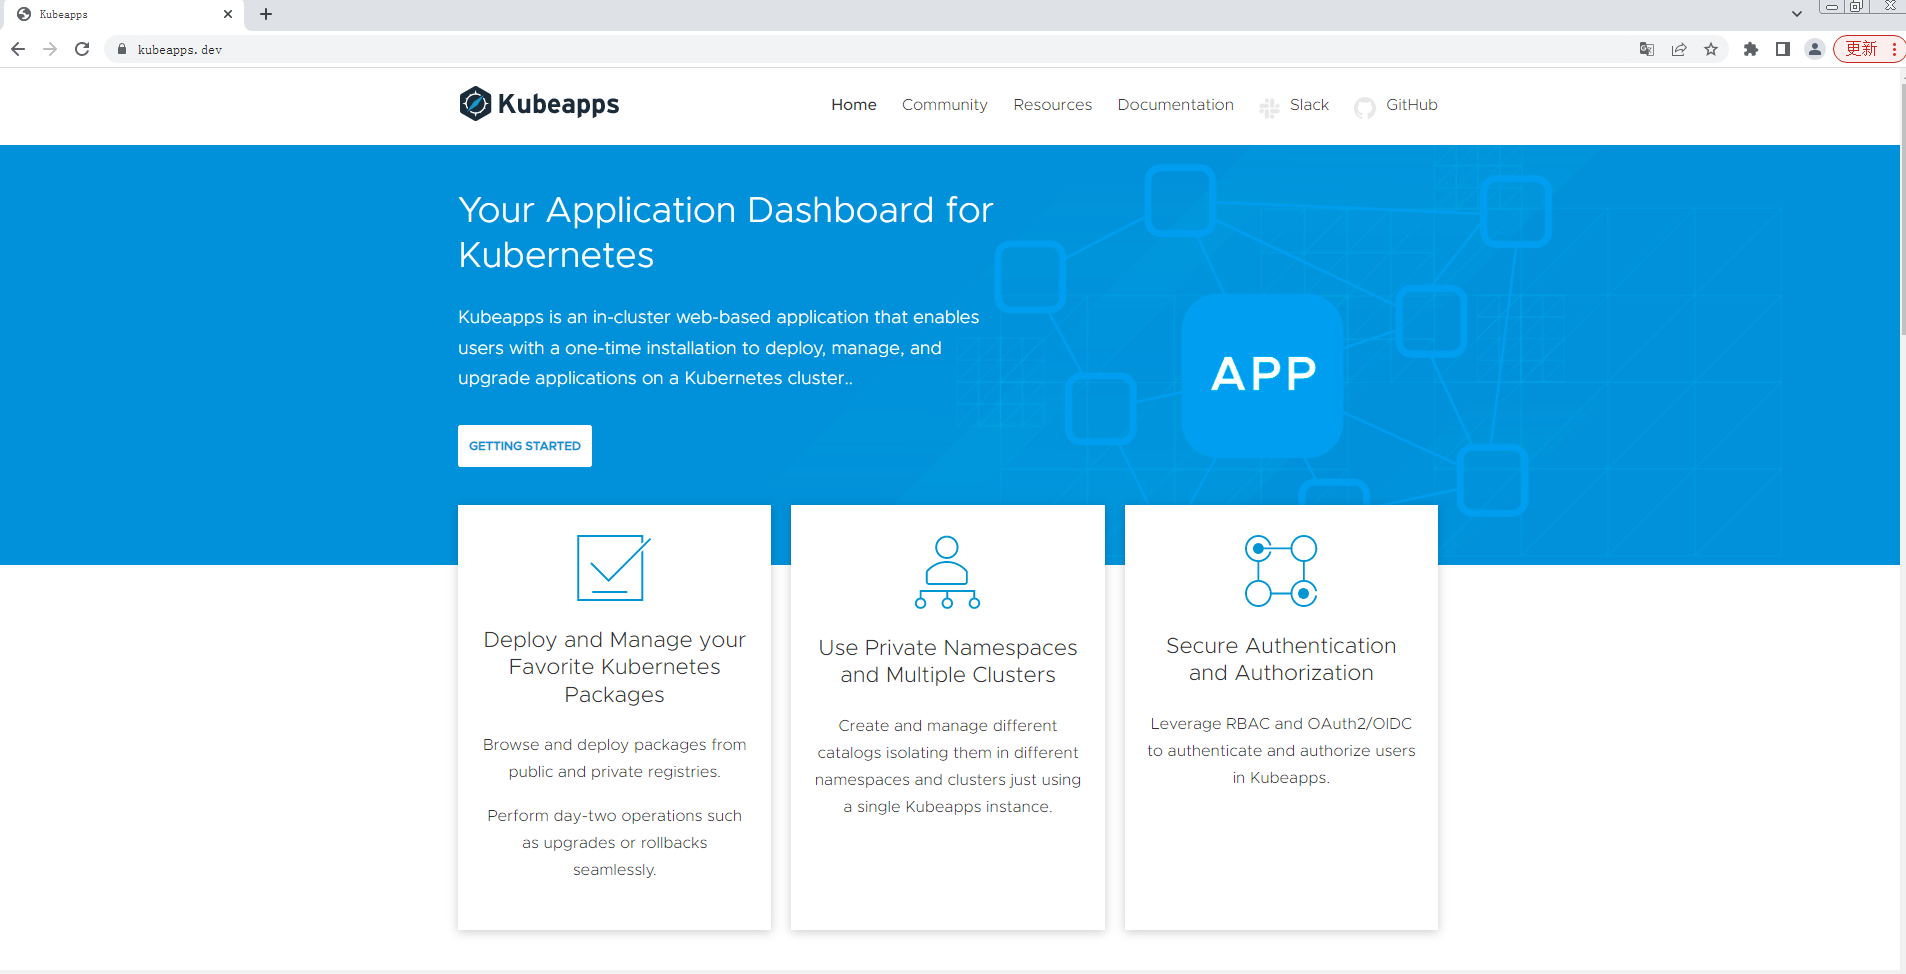 Kubeapps
kubeapps.dev
更新
Kubeapps
Home Community Resources Documentation Slack GitHub
Your Application Dashboard for
Kubernetes
Kubeapps is an in-cluster web-based application that enables
users with a one-time installation to deploy, manage, and
upgrade applications on a Kubernetes cluster..
GETTING STARTED
APP
Deploy and Manage your
Favorite Kubernetes
Packages
Browse and deploy packages from
public and private registries.
Perform day-two operations such
as upgrades or rollbacks
seamlessly.
Use Private Namespaces
and Multiple Clusters
Create and manage different
catalogs isolating them in different
namespaces and clusters just using
a single Kubeapps instance.
Secure Authentication
and Authorization
Leverage RBAC and OAuth2/OIDC
to authenticate and authorize users
in Kubeapps.